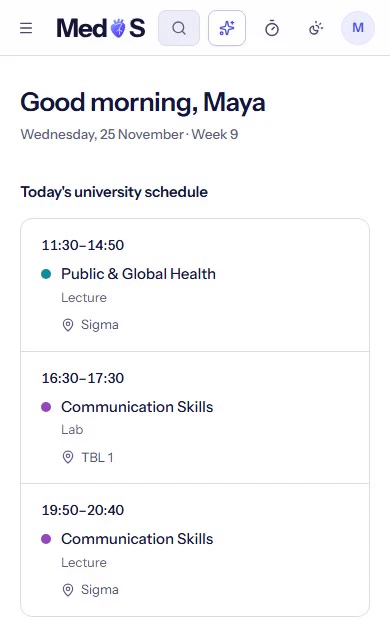 Med S
M
Good morning, Maya
Wednesday, 25 November · Week 9
Today's university schedule
11:30–14:50
Public & Global Health
Lecture
Sigma
16:30–17:30
Communication Skills
Lab
TBL 1
19:50–20:40
Communication Skills
Lecture
Sigma